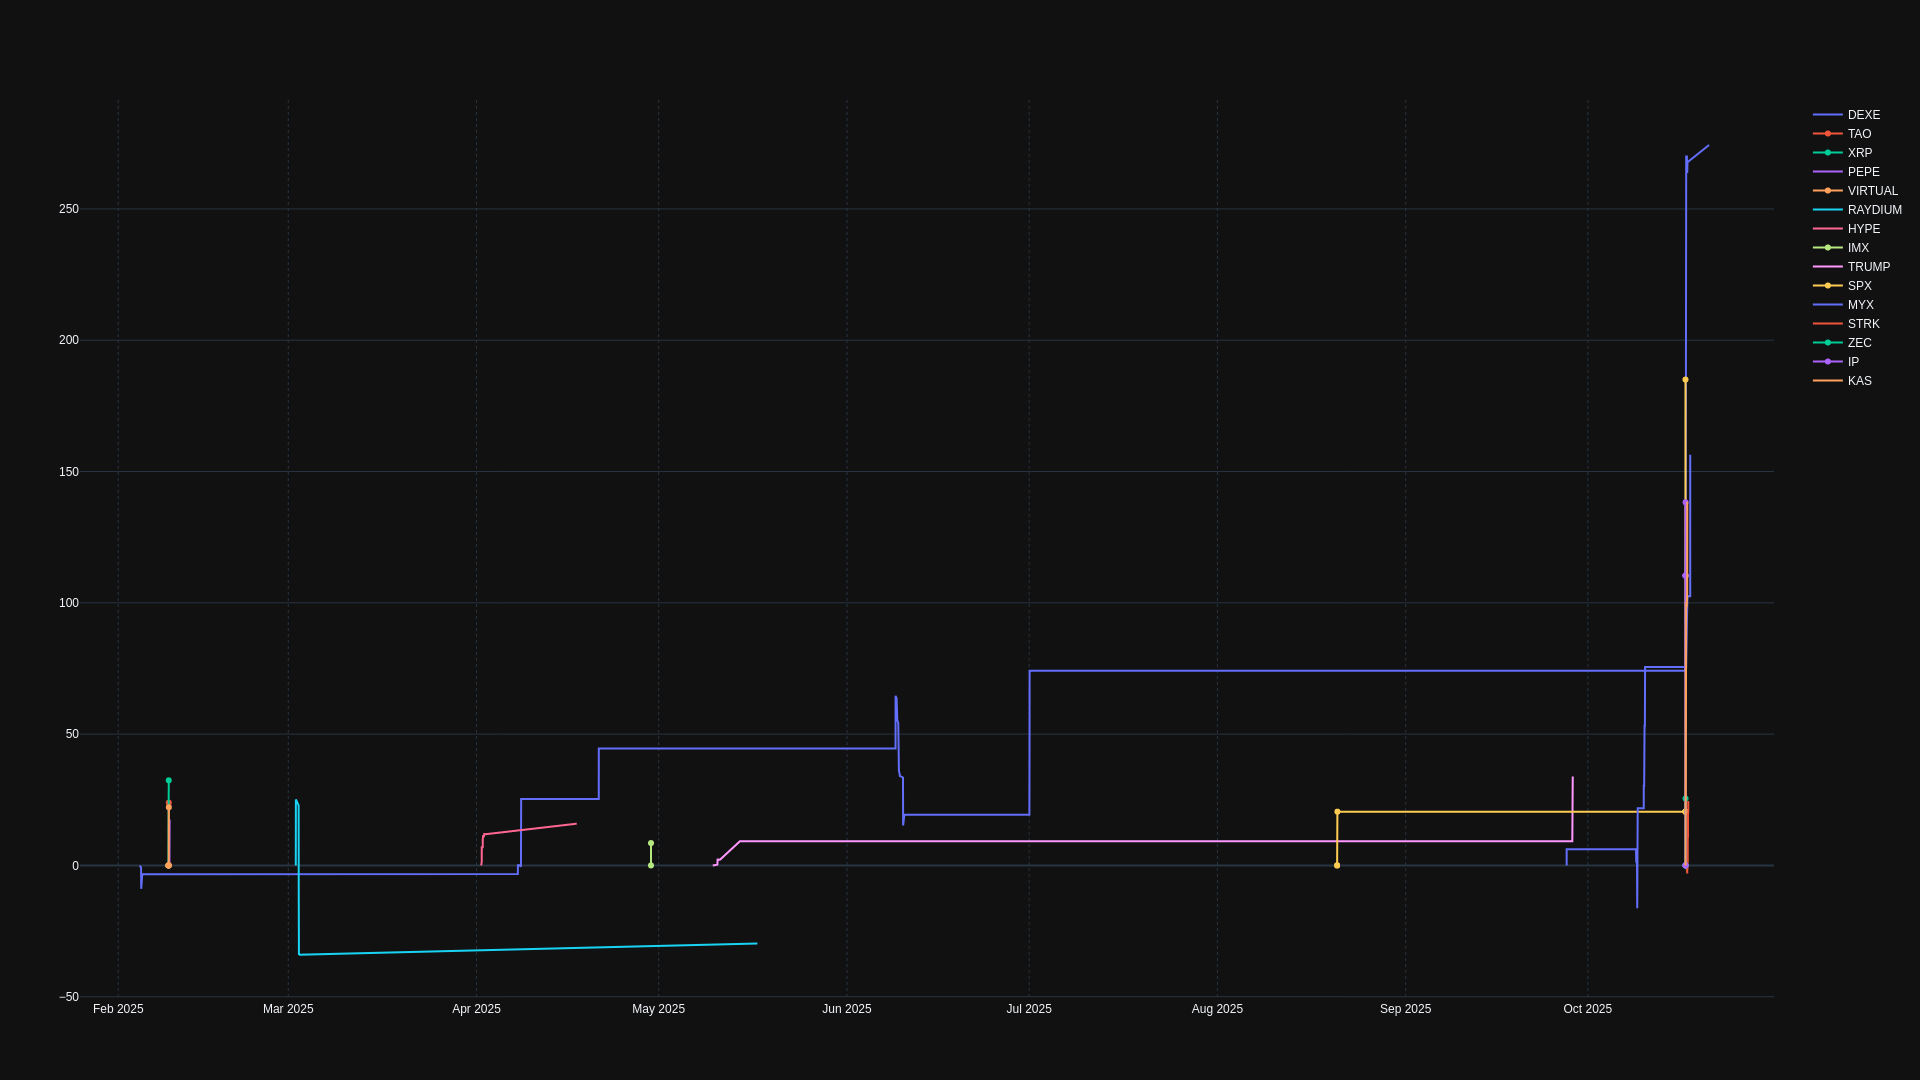 250
200
150
100
50
0
−50
Feb 2025 Mar 2025 Apr 2025 May 2025 Jun 2025 Jul 2025 Aug 2025 Sep 2025 Oct 2025
DEXE
TAO
XRP
PEPE
VIRTUAL
RAYDIUM
HYPE
IMX
TRUMP
SPX
MYX
STRK
ZEC
IP
KAS